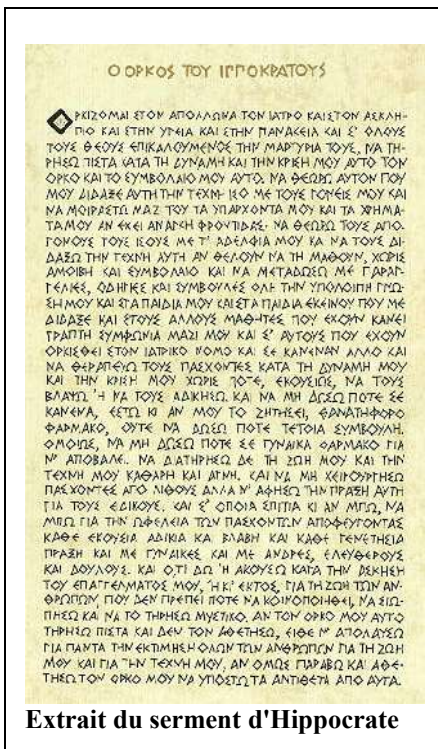 Ο ΟΡΚΟΣ ΤΟΥ ΙΠΠΟΚΡΑΤΟΥΣ
ΟΡΚΙΖΟΜΑΙ ΣΤΟΝ ΑΠΟΛΛΩΝΑ ΤΟΝ ΙΑΤΡΟ ΚΑΙ ΣΤΟΝ ΑΣΚΛΗ-
ΠΙΟ ΚΑΙ ΣΤΗΝ ΥΓΕΙΑ ΚΑΙ ΣΤΗΝ ΠΑΝΑΚΕΙΑ ΚΑΙ Σ' ΟΛΟΥΣ
ΤΟΥΣ ΘΕΟΥΣ ΕΠΙΚΑΛΟΥΜΕΝΟΣ ΤΗΝ ΜΑΡΤΥΡΙΑ ΤΟΥΣ, ΝΑ ΤΗ-
ΡΗΣΩ ΠΙΣΤΑ ΚΑΤΑ ΤΗ ΔΥΝΑΜΗ ΚΑΙ ΤΗΝ ΚΡΙΣΗ ΜΟΥ ΑΥΤΟ ΤΟΝ
ΟΡΚΟ ΚΑΙ ΤΟ ΣΥΜΒΟΛΑΙΟ ΜΟΥ ΑΥΤΟ. ΝΑ ΘΕΩΡΩ ΑΥΤΟΝ ΠΟΥ
ΜΟΥ ΔΙΔΑΞΕ ΑΥΤΗ ΤΗΝ ΤΕΧΝΗ ΙΣΟ ΜΕ ΤΟΥΣ ΓΟΝΕΙΣ ΜΟΥ ΚΑΙ
ΝΑ ΜΟΙΡΑΣΤΩ ΜΑΖΙ ΤΟΥ ΤΑ ΥΠΑΡΧΟΝΤΑ ΜΟΥ ΚΑΙ ΤΑ ΧΡΗΜΑ-
ΤΑ ΜΟΥ ΑΝ ΕΧΕΙ ΑΝΑΓΚΗ ΦΡΟΝΤΙΔΑΣ. ΝΑ ΘΕΩΡΩ ΤΟΥΣ ΑΠΟ-
ΓΟΝΟΥΣ ΤΟΥΣ ΙΣΟΥΣ ΜΕ Τ' ΑΔΕΛΦΙΑ ΜΟΥ ΚΑΙ ΝΑ ΤΟΥΣ ΔΙ-
ΔΑΞΩ ΤΗΝ ΤΕΧΝΗ ΑΥΤΗ ΑΝ ΘΕΛΟΥΝ ΝΑ ΤΗ ΜΑΘΟΥΝ, ΧΩΡΙΣ
ΑΜΟΙΒΗ ΚΑΙ ΣΥΜΒΟΛΑΙΟ ΚΑΙ ΝΑ ΜΕΤΑΔΩΣΩ ΜΕ ΠΑΡΑΓ-
ΓΕΛΙΕΣ, ΟΔΗΓΙΕΣ ΚΑΙ ΣΥΜΒΟΥΛΕΣ ΟΛΗ ΤΗΝ ΥΠΟΛΟΙΠΗ ΓΝΩ-
ΣΗ ΜΟΥ ΚΑΙ ΣΤΑ ΠΑΙΔΙΑ ΜΟΥ ΚΑΙ ΣΤΑ ΠΑΙΔΙΑ ΕΚΕΙΝΟΥ ΠΟΥ ΜΕ
ΔΙΔΑΞΕ ΚΑΙ ΣΤΟΥΣ ΑΛΛΟΥΣ ΜΑΘΗΤΕΣ ΠΟΥ ΕΧΟΥΝ ΚΑΝΕΙ
ΓΡΑΠΤΗ ΣΥΜΦΩΝΙΑ ΜΑΖΙ ΜΟΥ ΚΑΙ Σ' ΑΥΤΟΥΣ ΠΟΥ ΕΧΟΥΝ
ΟΡΚΙΣΘΕΙ ΣΤΟΝ ΙΑΤΡΙΚΟ ΝΟΜΟ ΚΑΙ ΣΕ ΚΑΝΕΝΑΝ ΑΛΛΟ ΚΑΙ
ΝΑ ΘΕΡΑΠΕΥΩ ΤΟΥΣ ΠΑΣΧΟΝΤΕΣ ΚΑΤΑ ΤΗ ΔΥΝΑΜΗ ΜΟΥ
ΚΑΙ ΤΗΝ ΚΡΙΣΗ ΜΟΥ ΧΩΡΙΣ ΠΟΤΕ, ΕΚΟΥΣΙΩΣ, ΝΑ ΤΟΥΣ
ΒΛΑΨΩ Ή ΝΑ ΤΟΥΣ ΑΔΙΚΗΣΩ. ΚΑΙ ΝΑ ΜΗ ΔΩΣΩ ΠΟΤΕ ΣΕ
ΚΑΝΕΝΑ, ΕΣΤΩ ΚΙ ΑΝ ΜΟΥ ΤΟ ΖΗΤΗΣΕΙ, ΘΑΝΑΤΗΦΟΡΟ
ΦΑΡΜΑΚΟ, ΟΥΤΕ ΝΑ ΔΩΣΩ ΠΟΤΕ ΤΕΤΟΙΑ ΣΥΜΒΟΥΛΗ.
ΟΜΟΙΩΣ, ΝΑ ΜΗ ΔΩΣΩ ΠΟΤΕ ΣΕ ΓΥΝΑΙΚΑ ΦΑΡΜΑΚΟ ΓΙΑ
Ν' ΑΠΟΒΑΛΕΙ. ΝΑ ΔΙΑΤΗΡΗΣΩ ΔΕ ΤΗ ΖΩΗ ΜΟΥ ΚΑΙ ΤΗΝ
ΤΕΧΝΗ ΜΟΥ ΚΑΘΑΡΗ ΚΑΙ ΑΓΝΗ. ΚΑΙ ΝΑ ΜΗ ΧΕΙΡΟΥΡΓΗΣΩ
ΠΑΣΧΟΝΤΕΣ ΑΠΟ ΛΙΘΟΥΣ ΑΛΛΑ Ν' ΑΦΗΣΩ ΤΗΝ ΠΡΑΞΗ ΑΥΤΗ
ΓΙΑ ΤΟΥΣ ΕΔΙΚΟΥΣ. ΚΑΙ Σ' ΟΠΟΙΑ ΣΠΙΤΙΑ ΚΙ ΑΝ ΜΠΩ, ΝΑ
ΜΠΩ ΓΙΑ ΤΗΝ ΩΦΕΛΕΙΑ ΤΩΝ ΠΑΣΧΟΝΤΩΝ ΑΠΟΦΕΥΓΟΝΤΑΣ
ΚΑΘΕ ΕΚΟΥΣΙΑ ΑΔΙΚΙΑ ΚΑΙ ΒΛΑΒΗ ΚΑΙ ΚΑΘΕ ΓΕΝΕΤΗΣΙΑ
ΠΡΑΞΗ ΚΑΙ ΜΕ ΓΥΝΑΙΚΕΣ ΚΑΙ ΜΕ ΑΝΔΡΕΣ, ΕΛΕΥΘΕΡΟΥΣ
ΚΑΙ ΔΟΥΛΟΥΣ. ΚΑΙ Ο,ΤΙ ΔΩ Ή ΑΚΟΥΣΩ ΚΑΤΑ ΤΗΝ ΑΣΚΗΣΗ
ΤΟΥ ΕΠΑΓΓΕΛΜΑΤΟΣ ΜΟΥ, Ή Κ' ΕΚΤΟΣ, ΓΙΑ ΤΗ ΖΩΗ ΤΩΝ ΑΝ-
ΘΡΩΠΩΝ, ΠΟΥ ΔΕΝ ΠΡΕΠΕΙ ΠΟΤΕ ΝΑ ΚΟΙΝΟΠΟΙΗΘΕΙ, ΝΑ ΣΙΩ-
ΠΗΣΩ ΚΑΙ ΝΑ ΤΟ ΤΗΡΗΣΩ ΜΥΣΤΙΚΟ. ΑΝ ΤΟΝ ΟΡΚΟ ΜΟΥ ΑΥΤΟ
ΤΗΡΗΣΩ ΠΙΣΤΑ ΚΑΙ ΔΕΝ ΤΟΝ ΑΘΕΤΗΣΩ, ΕΙΘΕ Ν' ΑΠΟΛΑΥΣΩ
ΓΙΑ ΠΑΝΤΑ ΤΗΝ ΕΚΤΙΜΗΣΗ ΟΛΩΝ ΤΩΝ ΑΝΘΡΩΠΩΝ ΓΙΑ ΤΗ ΖΩΗ
ΜΟΥ ΚΑΙ ΓΙΑ ΤΗΝ ΤΕΧΝΗ ΜΟΥ, ΑΝ ΟΜΩΣ ΠΑΡΑΒΩ ΚΑΙ ΑΘΕ-
ΤΗΣΩ ΤΟΝ ΟΡΚΟ ΜΟΥ ΝΑ ΥΠΟΣΤΩ ΤΑ ΑΝΤΙΘΕΤΑ ΑΠΟ ΑΥΤΑ.
Extrait du serment d'Hippocrate